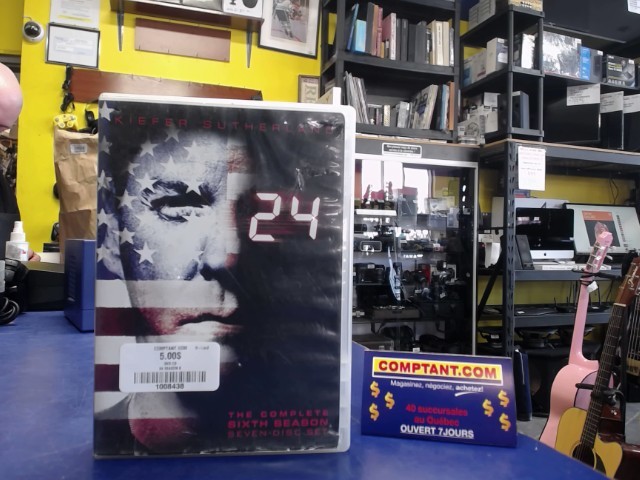 KIEFER SUTHERLAND
24
COMPTANT.COM
5.00$
1008438
THE COMPLETE
SIXTH SEASON
SEVEN-DISC SET
COMPTANT.COM
Magasinez, négociez, achetez!
40 succursales
au Québec
OUVERT 7JOURS
$
$
$
$
$
$